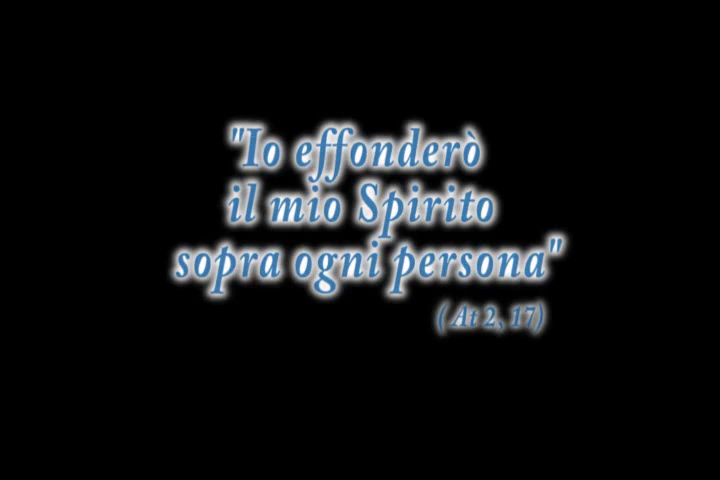 "Io effonderò
il mio Spirito
sopra ogni persona"
( At 2, 17)